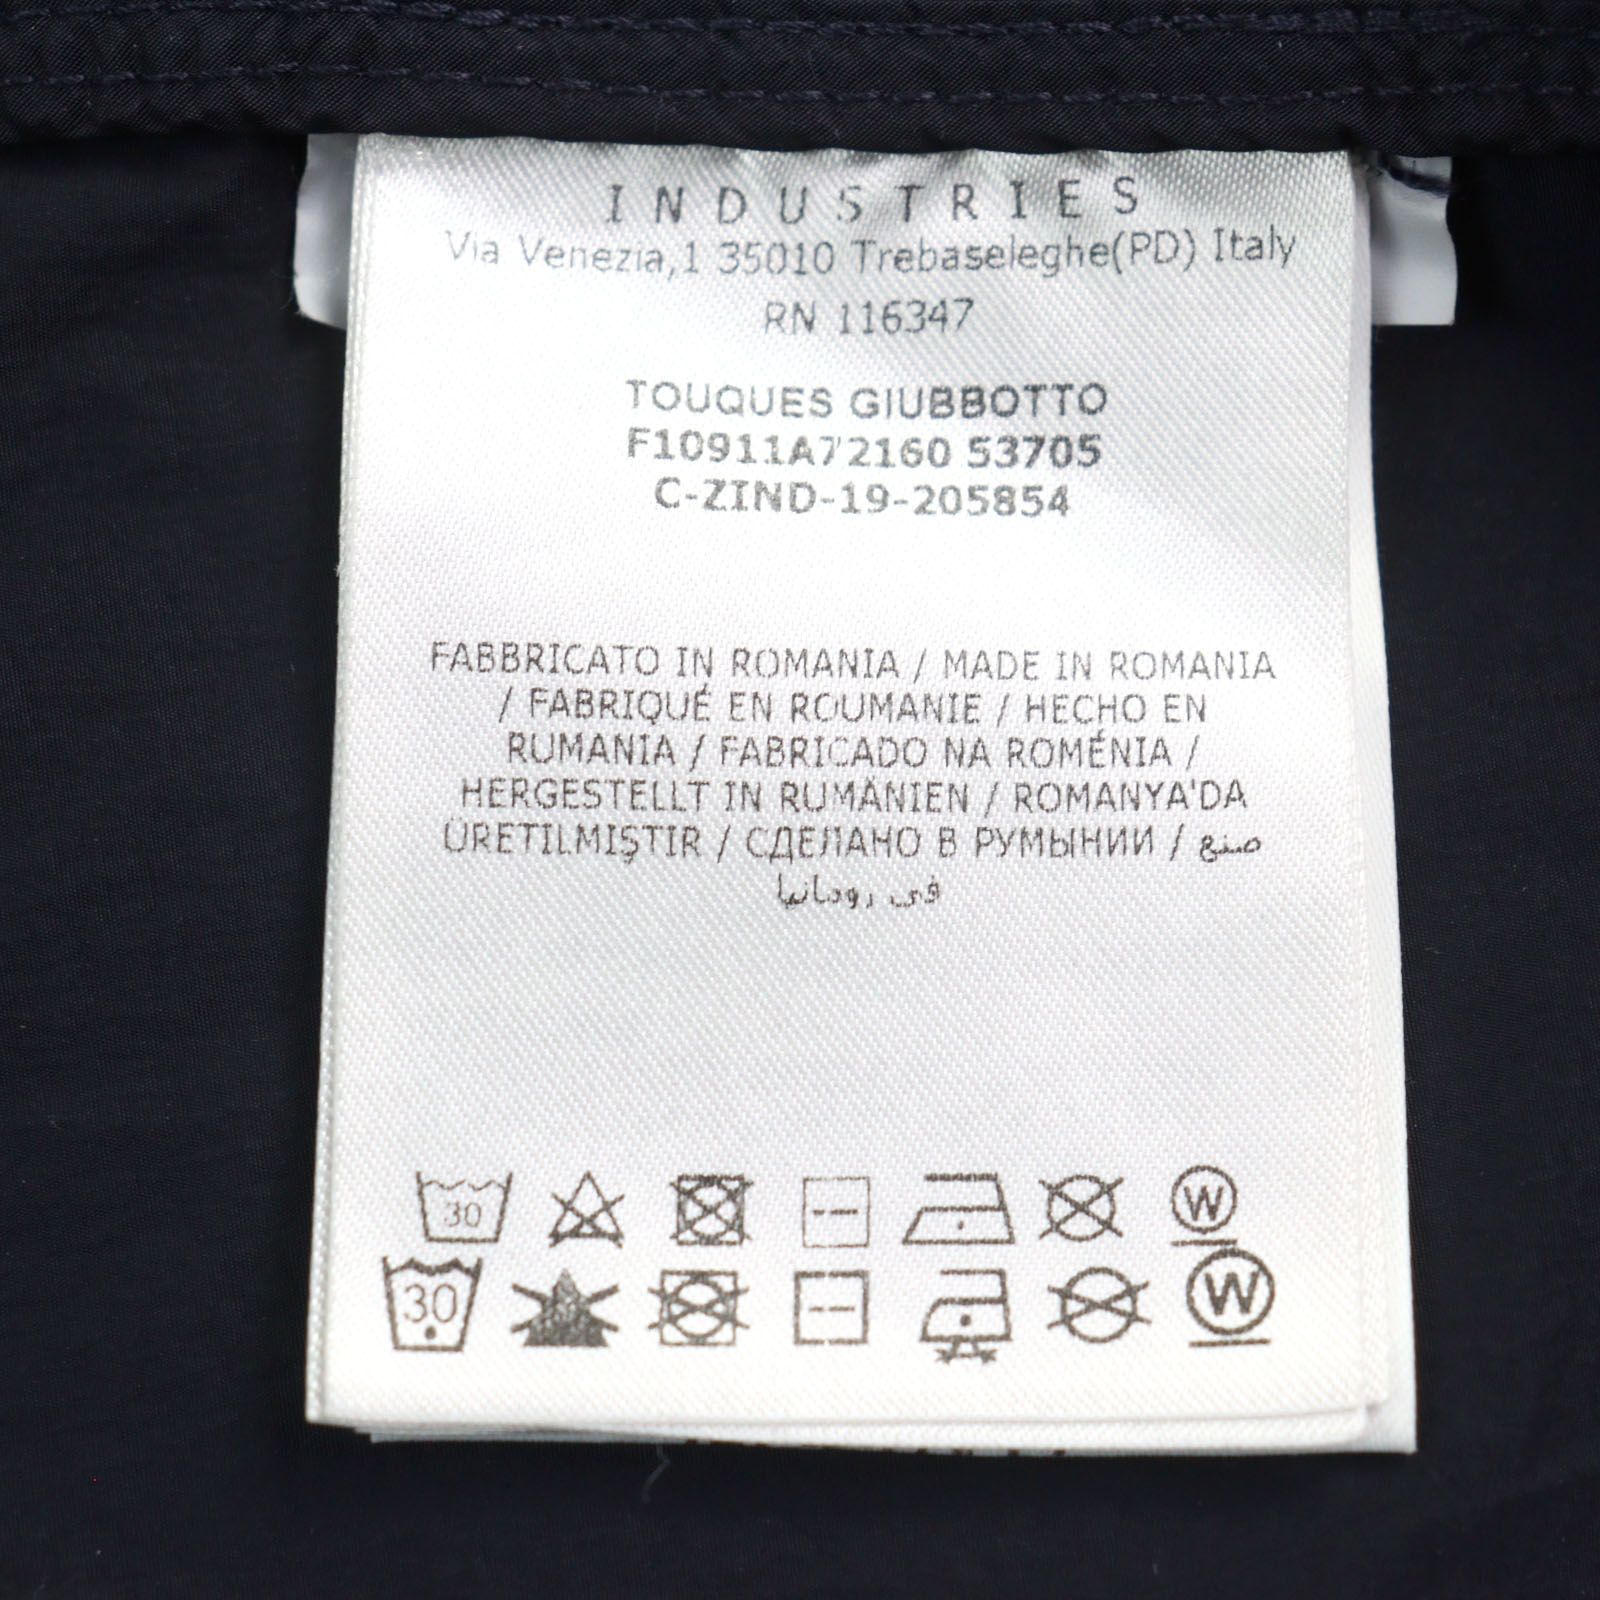 INDUSTRIES
Via Venezia,1 35010 Trebaseleghe(PD) Italy
RN 116347
TOUQUES GIUBBOTTO
F10911A72160 53705
C-ZIND-19-205854
FABBRICATO IN ROMANIA / MADE IN ROMANIA
/ FABRIQUÉ EN ROUMANIE / HECHO EN
RUMANIA / FABRICADO NA ROMÉNIA /
HERGESTELLT IN RUMÄNIEN / ROMANYA'DA
ÜRETILMIŞTIR / СДЕЛАНО В РУМЫНИИ / صنع
في رومانيا
30 W
30 W